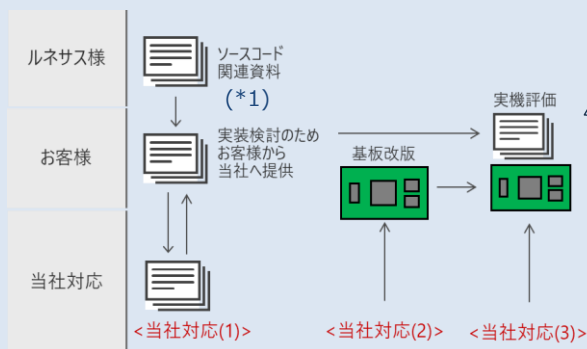 ルネサス様
ソースコード
関連資料
(*1)
実機評価
お客様
実装検討のため
お客様から
当社へ提供
基板改版
当社対応
<当社対応(1)>
<当社対応(2)>
<当社対応(3)>